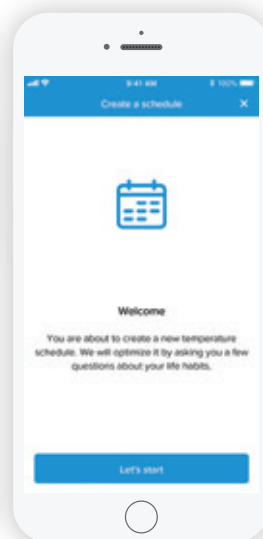 9:41 AM
100%
Create a schedule
Welcome
You are about to create a new temperature
schedule. We will optimize it by asking you a few
questions about your life habits.
Let's start